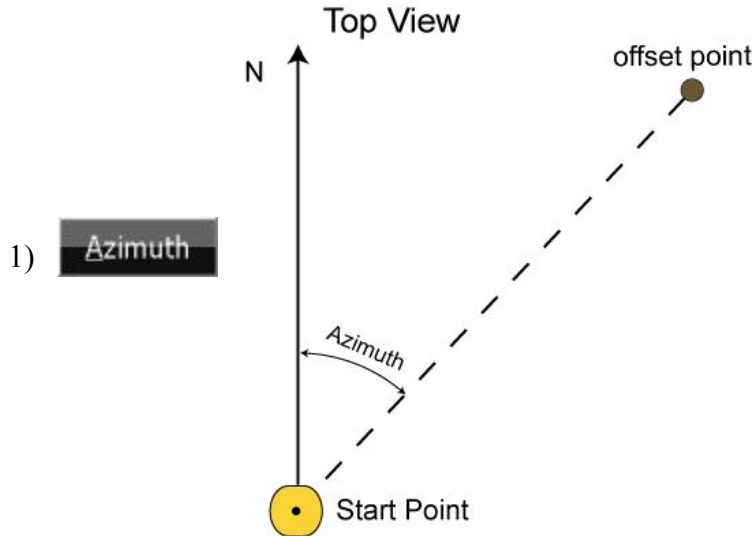 Top View
N
offset point
1) Azimuth
Azimuth
Start Point